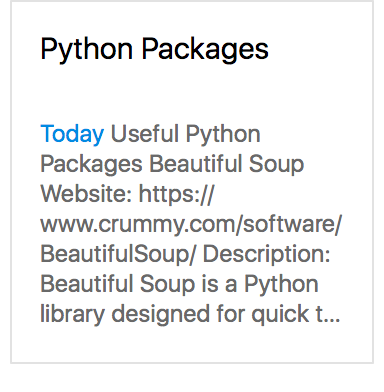 Python Packages
Today Useful Python
Packages Beautiful Soup
Website: https://
www.crummy.com/software/
BeautifulSoup/ Description:
Beautiful Soup is a Python
library designed for quick t...